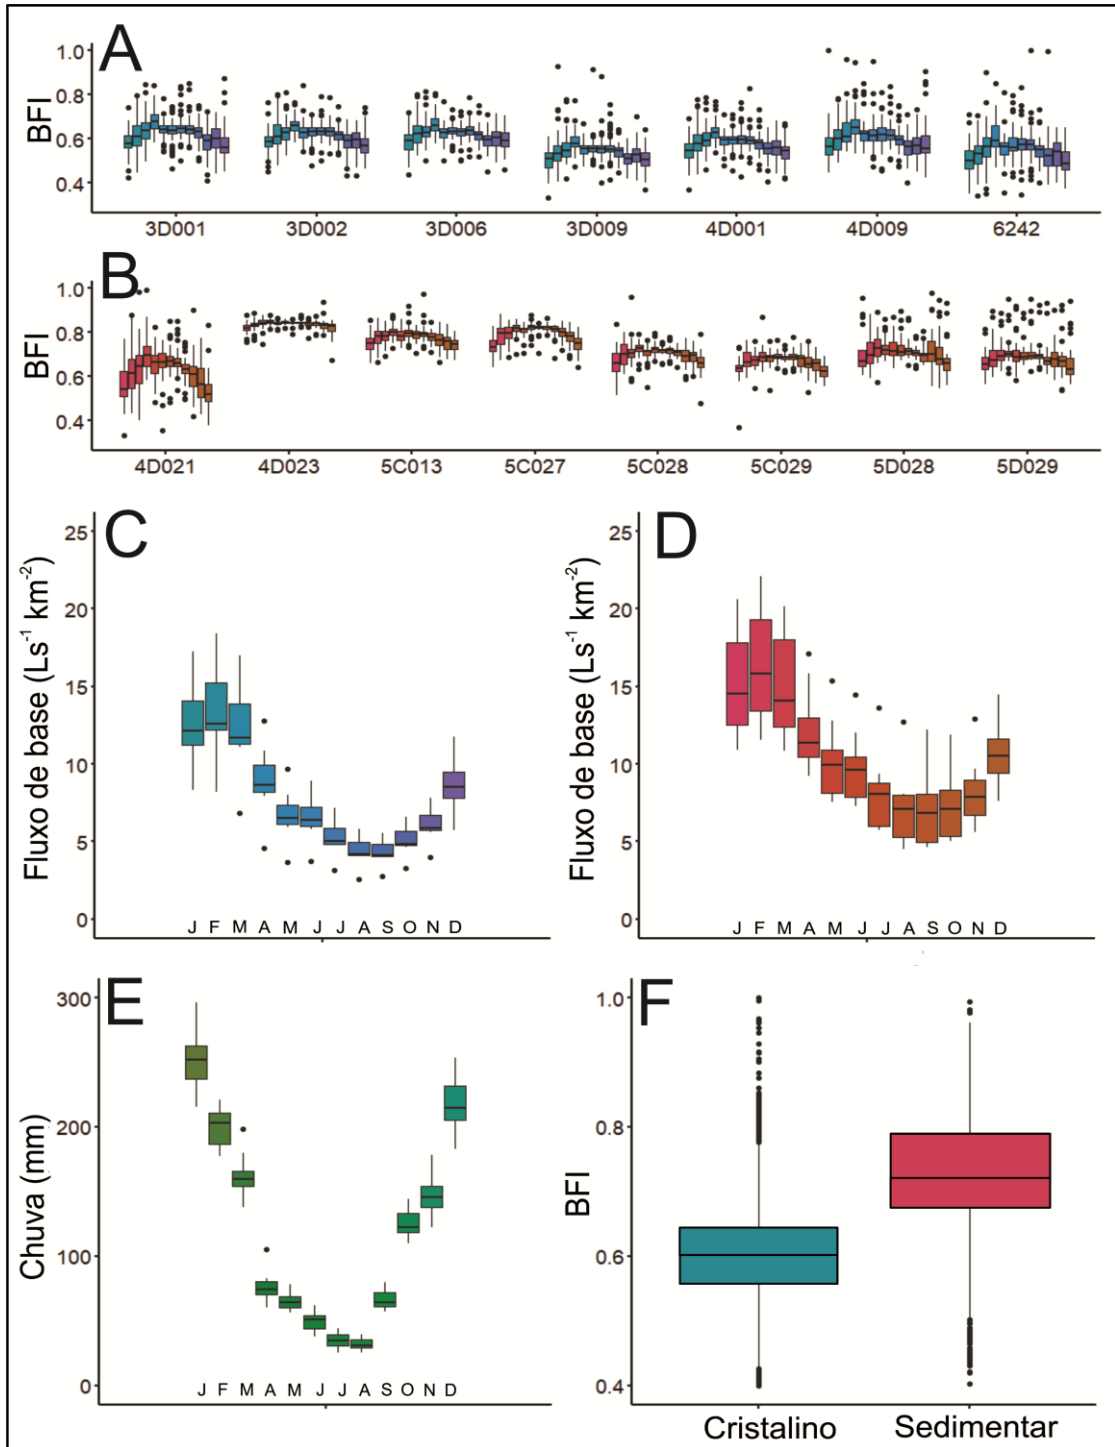 A
BFI
1.0
0.8
0.6
0.4
3D001 3D002 3D006 3D009 4D001 4D009 6242
B
BFI
1.0
0.8
0.6
0.4
4D021 4D023 5C013 5C027 5C028 5C029 5D028 5D029
C
Fluxo de base (Ls⁻¹ km⁻²)
25
20
15
10
5
0
J F M A M J J A S O N D
D
Fluxo de base (Ls⁻¹ km⁻²)
25
20
15
10
5
0
J F M A M J J A S O N D
E
Chuva (mm)
300
200
100
0
J F M A M J J A S O N D
F
BFI
1.0
0.8
0.6
0.4
Cristalino Sedimentar